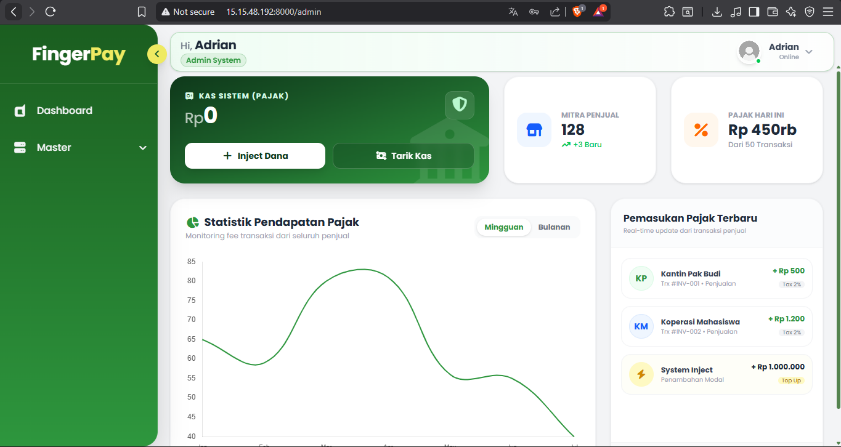 Not secure 15.15.48.192:8000/admin
FingerPay
Hi, Adrian
Admin System
Adrian
Online
Dashboard
Master
KAS SISTEM (PAJAK)
Rp0
Inject Dana
Tarik Kas
MITRA PENJUAL
128
+3 Baru
PAJAK HARI INI
Rp 450rb
Dari 50 Transaksi
Statistik Pendapatan Pajak
Monitoring fee transaksi dari seluruh penjual
Mingguan
Bulanan
85
80
75
70
65
60
55
50
45
40
Pemasukan Pajak Terbaru
Real-time update dari transaksi penjual
KP
Kantin Pak Budi
Trx #INV-001 • Penjualan
+ Rp 500
Tax 2%
KM
Koperasi Mahasiswa
Trx #INV-002 • Penjualan
+ Rp 1.200
Tax 2%
System Inject
Penambahan Modal
+ Rp 1.000.000
Top Up